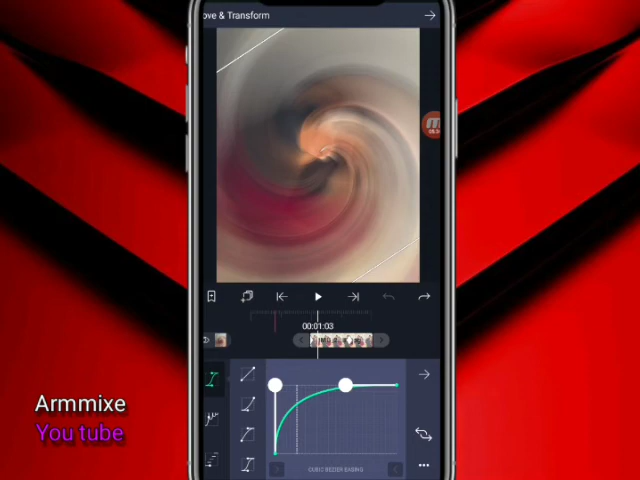 ove & Transform
00:01:03
CUBIC BEZIER EASING
Armmixe
You tube